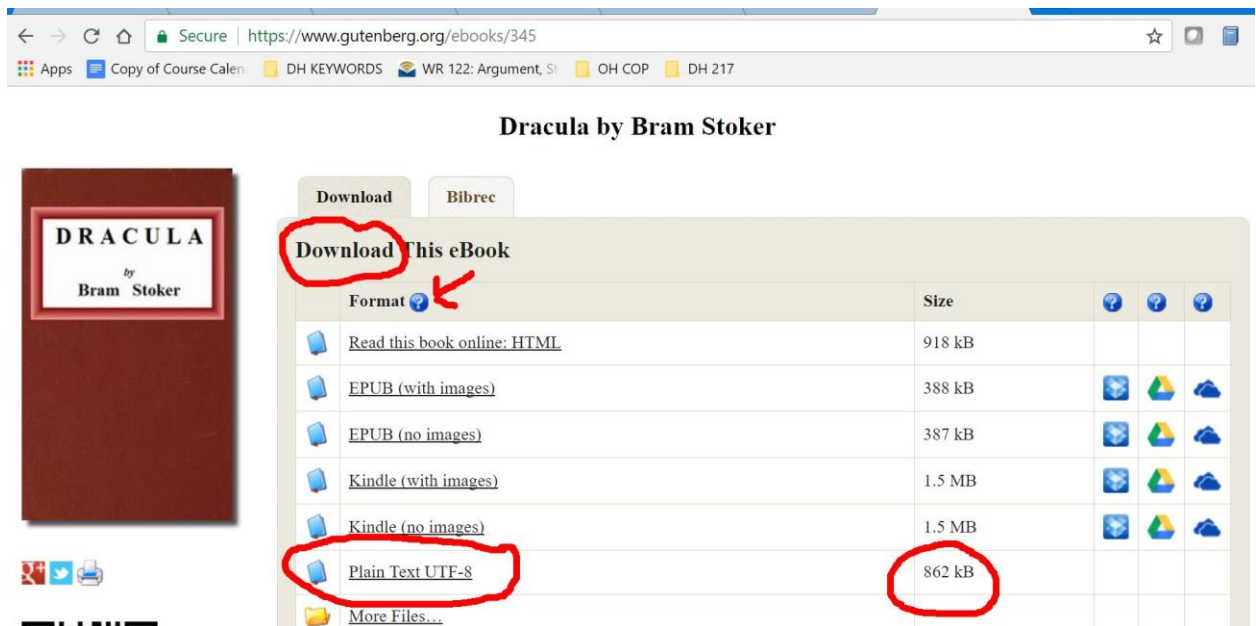 Secure | https://www.gutenberg.org/ebooks/345
Apps Copy of Course Calen DH KEYWORDS WR 122: Argument, St OH COP DH 217
Dracula by Bram Stoker
DRACULA
by
Bram Stoker
Download Bibrec
Download This eBook
Format ? Size ? ? ?
Read this book online: HTML 918 kB
EPUB (with images) 388 kB
EPUB (no images) 387 kB
Kindle (with images) 1.5 MB
Kindle (no images) 1.5 MB
Plain Text UTF-8 862 kB
More Files...